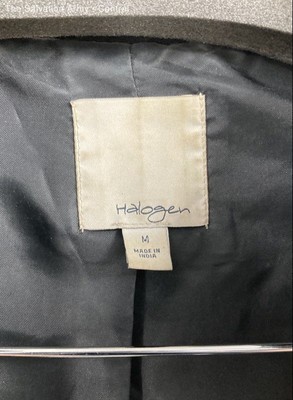 The Salvation Army - Central
Halogen
M
MADE IN
INDIA